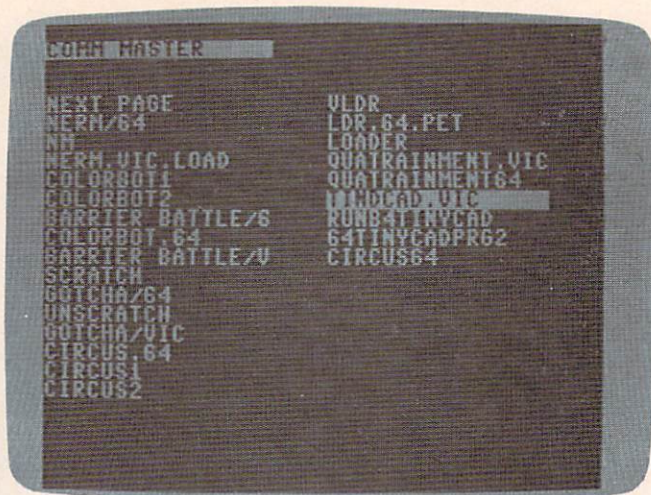 COMM MASTER
NEXT PAGE
NERM/64
NM
NERM.VIC.LOAD
COLORBOT1
COLORBOT2
BARRIER BATTLE/6
COLORBOT.64
BARRIER BATTLE/V
SCRATCH
GOTCHA/64
UNSCRATCH
GOTCHA/VIC
CIRCUS.64
CIRCUS1
CIRCUS2
VLDR
LDR.64.PET
LOADER
QUATRAINMENT.VIC
QUATRAINMENT64
TINDCAD.VIC
RUNB4TINYCAD
64TINYCADPRG2
CIRCUS64